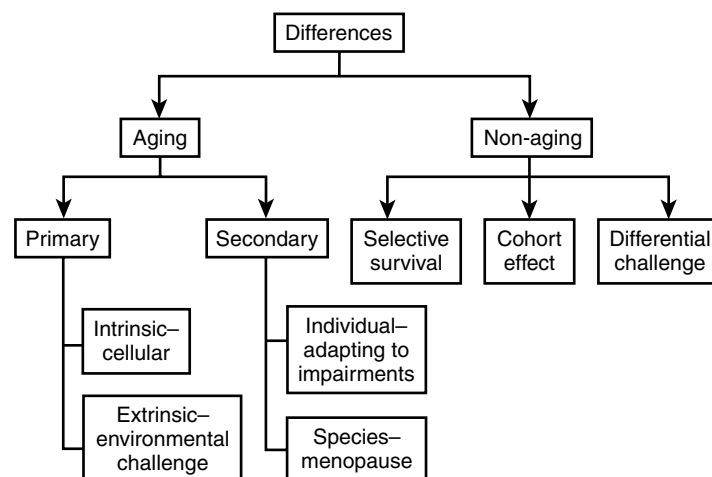 Differences
Aging
Non-aging
Primary
Secondary
Selective
survival
Cohort
effect
Differential
challenge
Intrinsic–
cellular
Extrinsic–
environmental
challenge
Individual–
adapting to
impairments
Species–
menopause